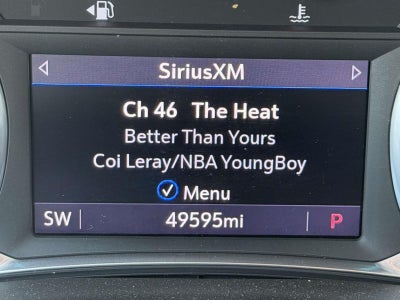 SiriusXM
Ch 46 The Heat
Better Than Yours
Coi Leray/NBA YoungBoy
Menu
SW 49595mi P